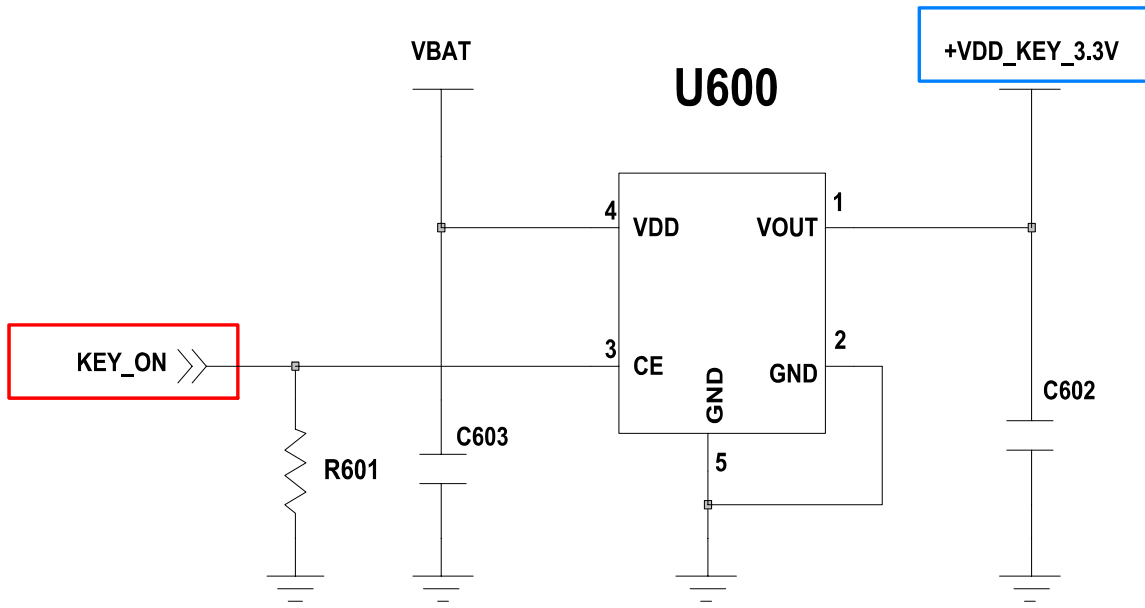 VBAT
+VDD_KEY_3.3V
U600
4
VDD
VOUT
1
KEY_ON
3
CE
GND
2
GND
C602
C603
R601
5